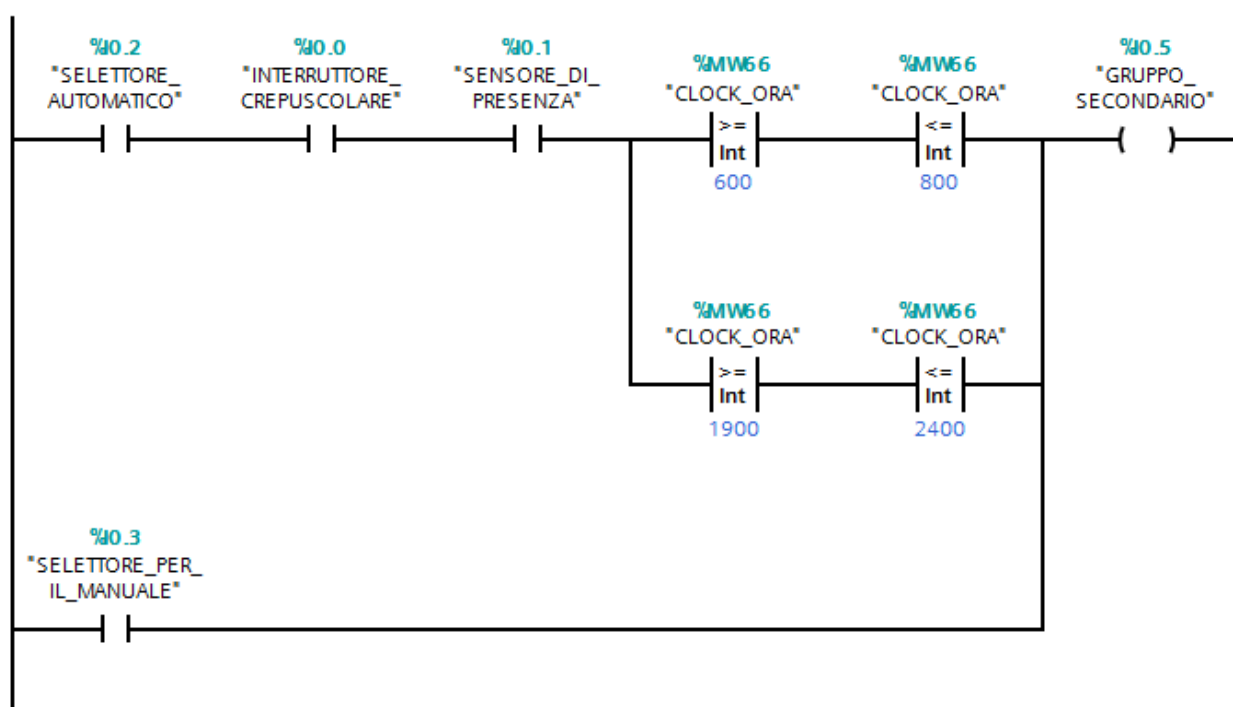 %I0.2
"SELETTORE_
AUTOMATICO"
%I0.0
"INTERRUTTORE_
CREPUSCOLARE"
%I0.1
"SENSORE_DI_
PRESENZA"
%MW66
"CLOCK_ORA"
>=
Int
600
%MW66
"CLOCK_ORA"
<=
Int
800
%I0.5
"GRUPPO_
SECONDARIO"
%MW66
"CLOCK_ORA"
>=
Int
1900
%MW66
"CLOCK_ORA"
<=
Int
2400
%I0.3
"SELETTORE_PER_
IL_MANUALE"